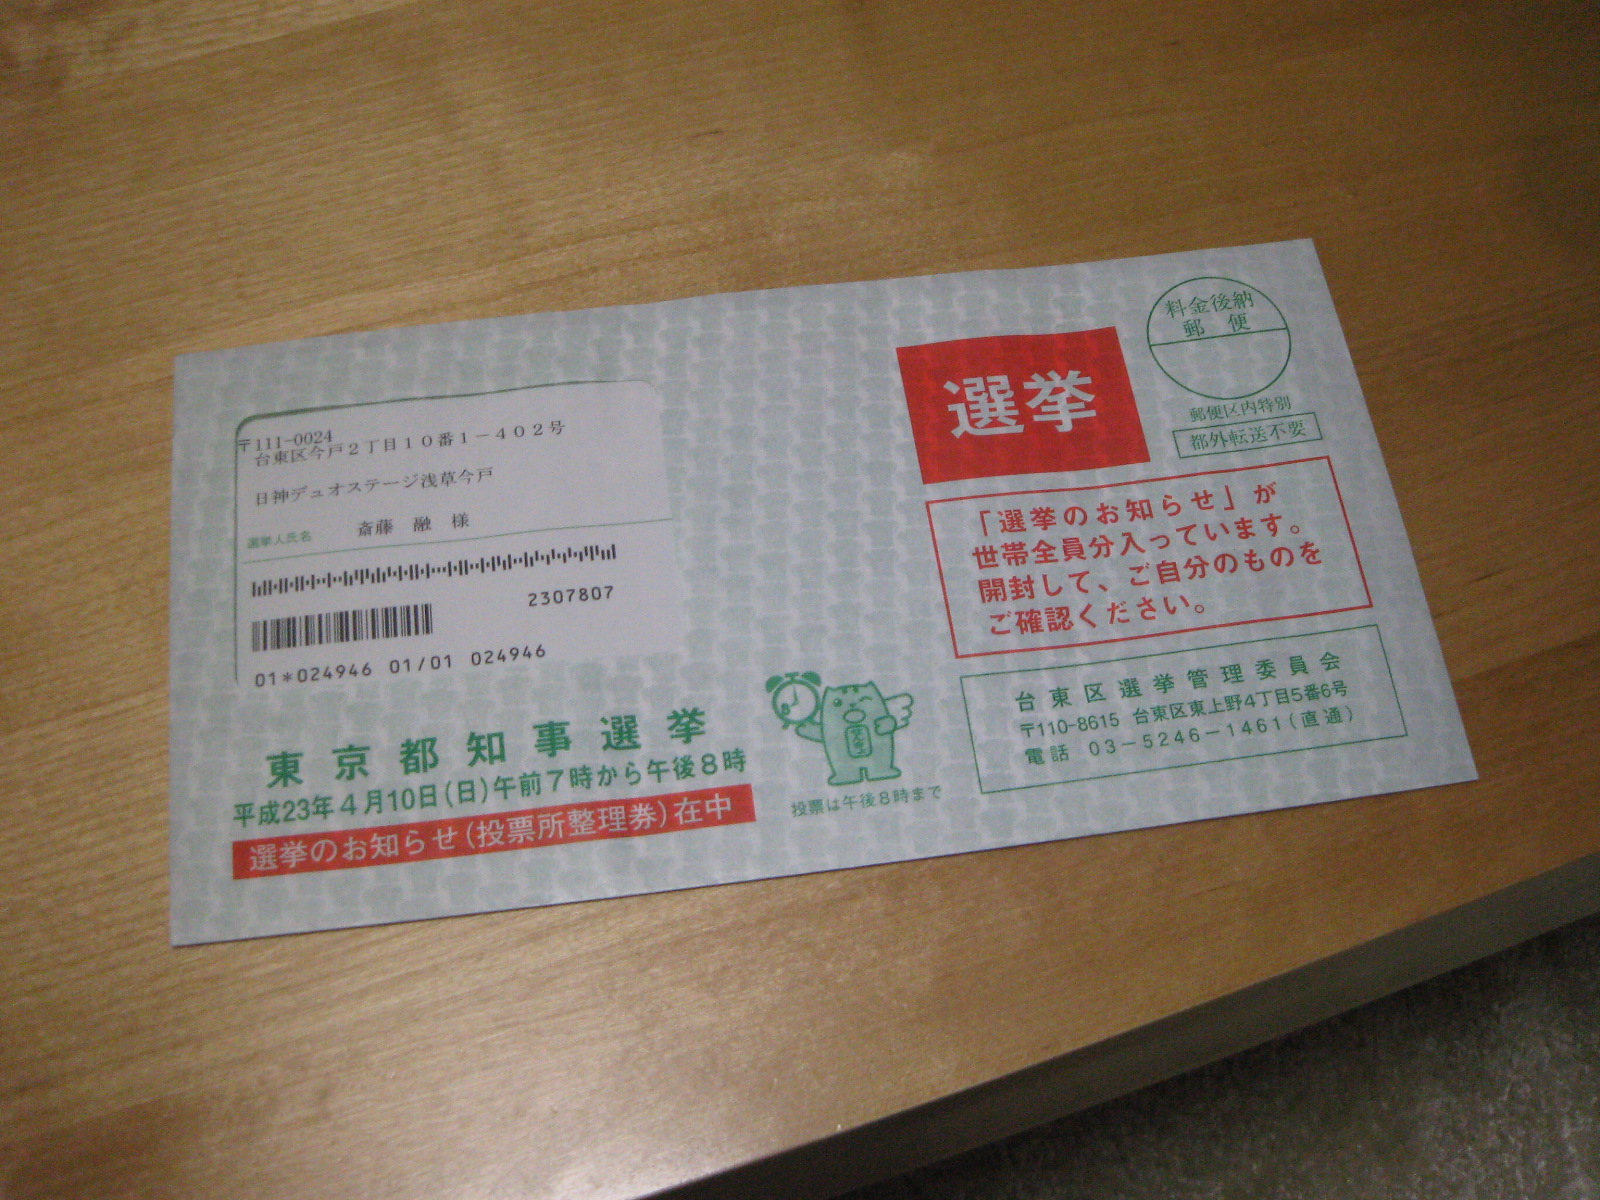 〒111-0024
台東区今戸2丁目10番1-402号
日神デュオステージ浅草今戸
選挙人氏名 斎藤 融 様
2307807
01*024946 01/01 024946
東京都知事選挙
平成23年4月10日(日)午前7時から午後8時
選挙のお知らせ(投票所整理券)在中
投票は午後8時まで
選挙
料金後納
郵便
郵便区内特別
都外転送不要
「選挙のお知らせ」が
世帯全員分入っています。
開封して、ご自分のものを
ご確認ください。
台東区選挙管理委員会
〒110-8615 台東区東上野4丁目5番6号
電話 03-5246-1461(直通)